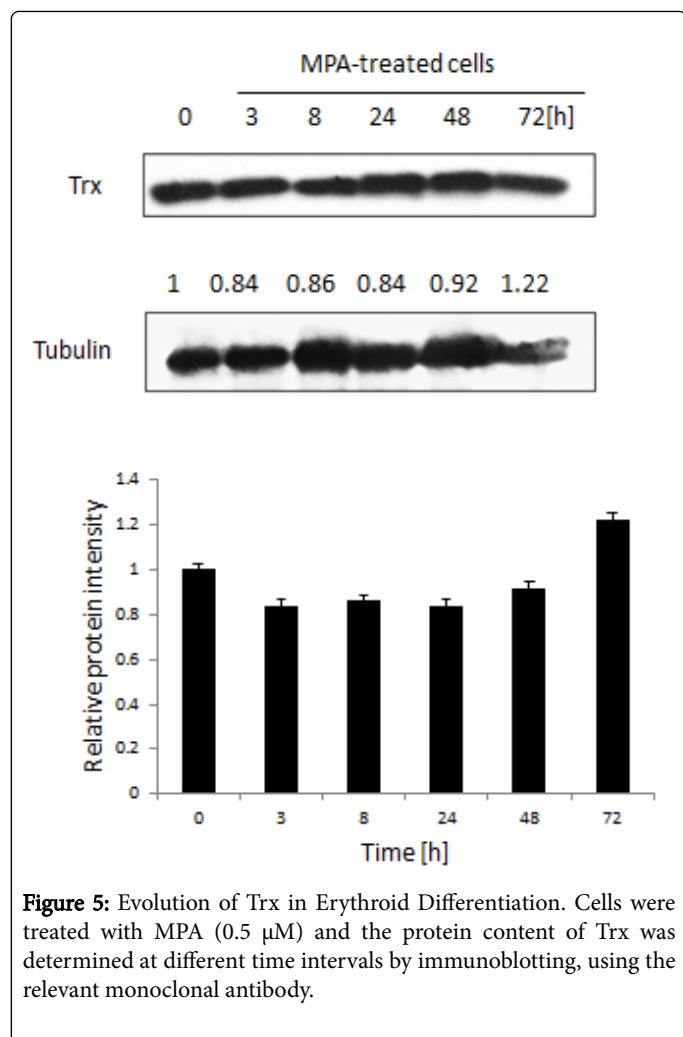 MPA-treated cells
0 3 8 24 48 72[h]
Trx
1 0.84 0.86 0.84 0.92 1.22
Tubulin
1.4
1.2
1
0.8
0.6
0.4
0.2
0
Relative protein intensity
0 3 8 24 48 72
Time [h]
Figure 5: Evolution of Trx in Erythroid Differentiation. Cells were
treated with MPA (0.5 μM) and the protein content of Trx was
determined at different time intervals by immunoblotting, using the
relevant monoclonal antibody.